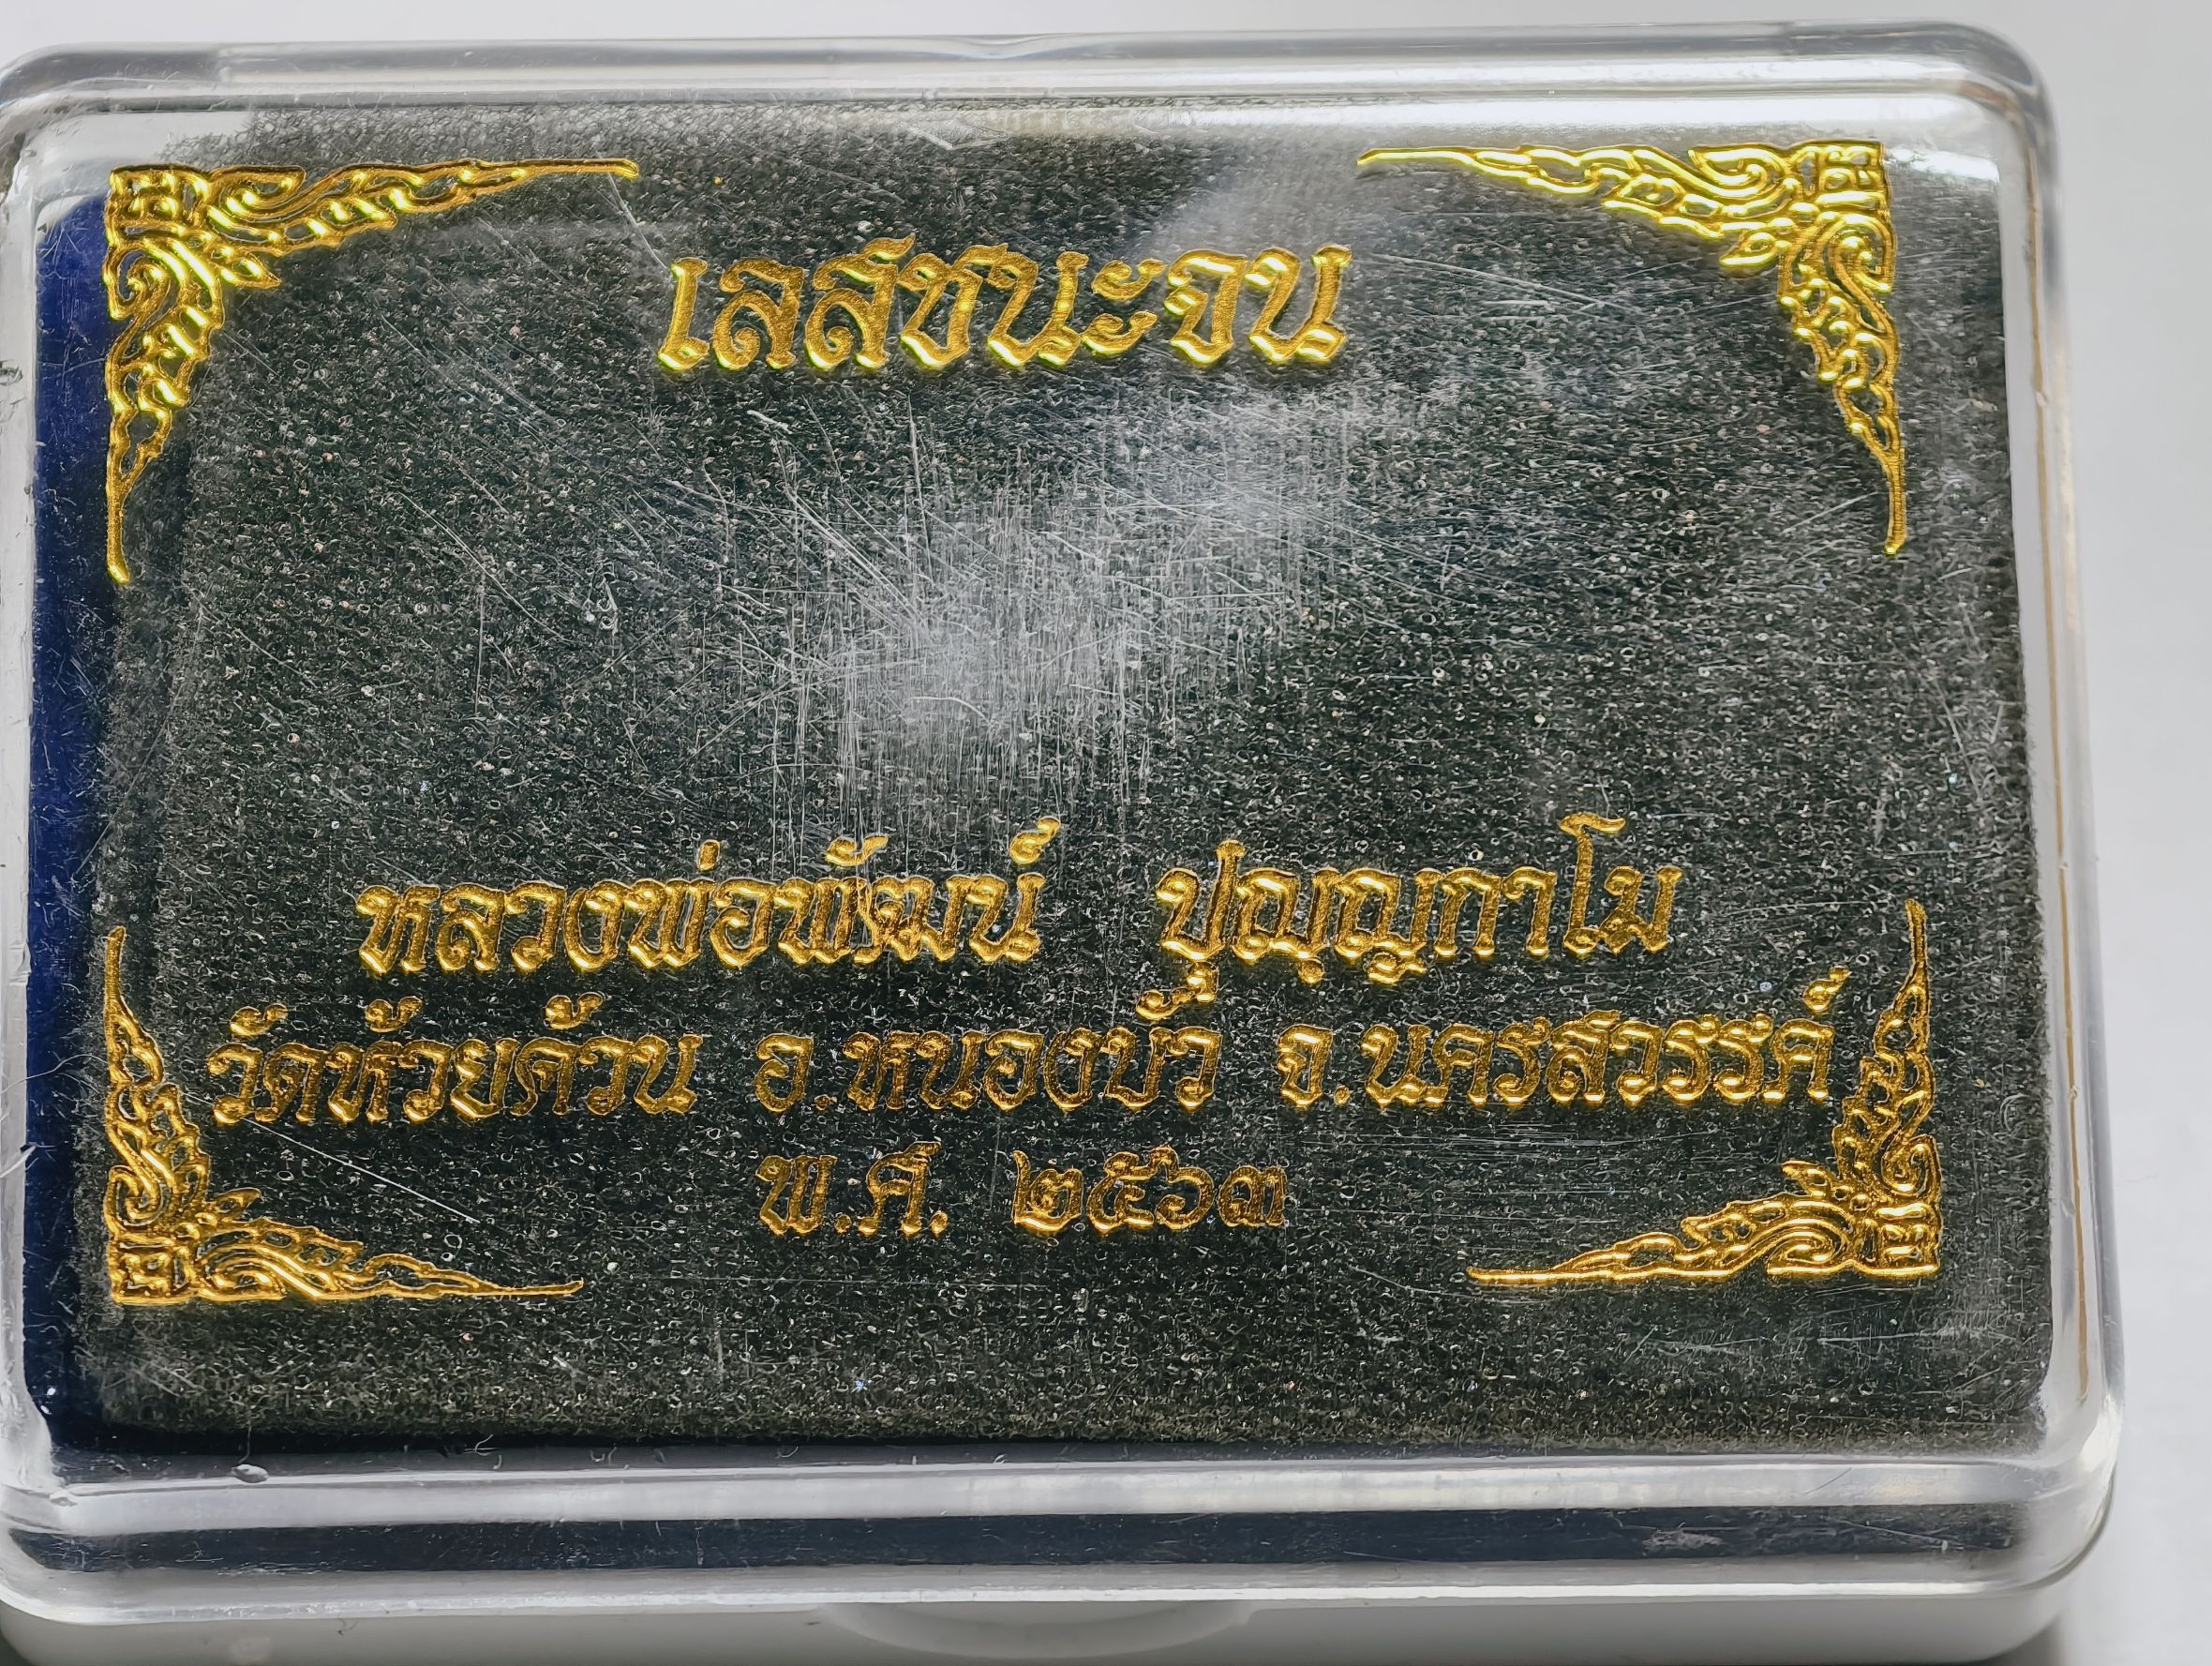 เลสชนะจน
หลวงพ่อพัฒน์ ปุญฺญกาโม
วัดห้วยด้วน อ.หนองบัว จ.นครสวรรค์
พ.ศ. ๒๕๖๓